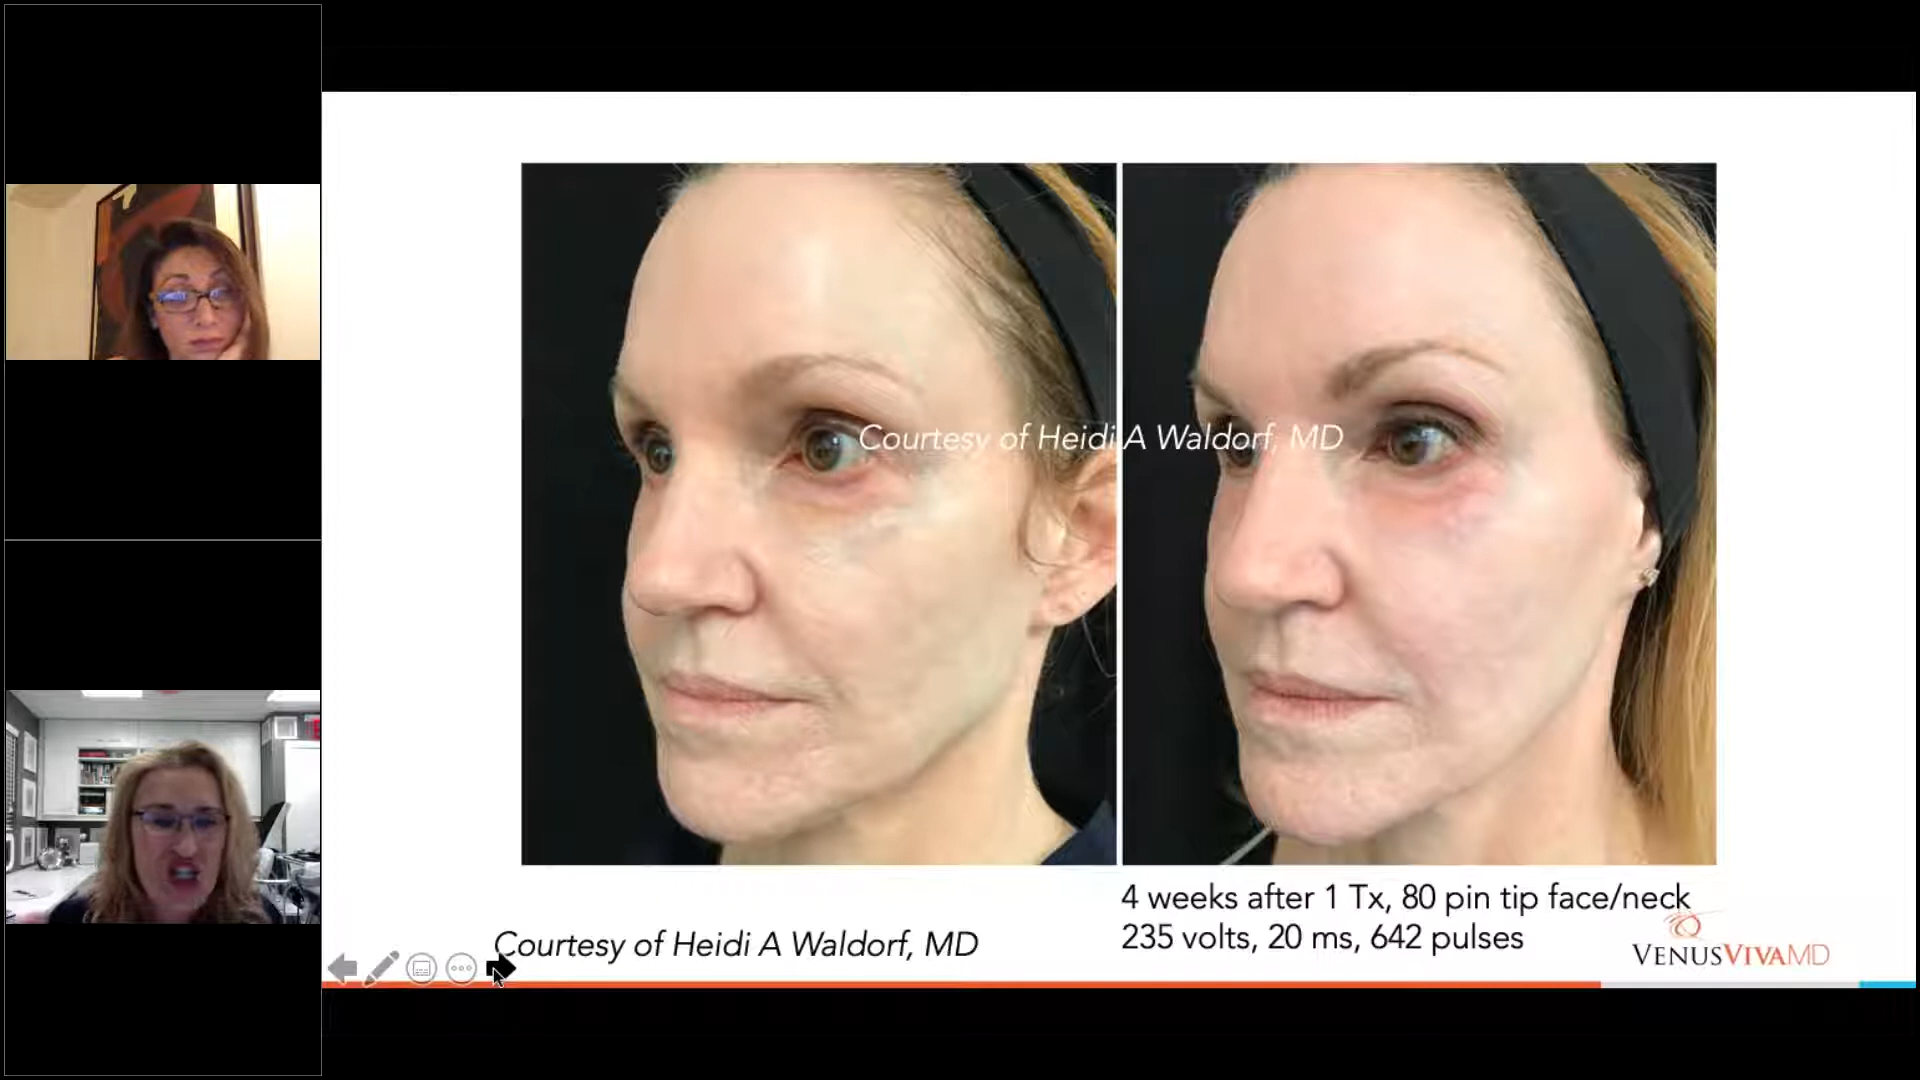 Courtesy of Heidi A Waldorf, MD
4 weeks after 1 Tx, 80 pin tip face/neck
235 volts, 20 ms, 642 pulses
Courtesy of Heidi A Waldorf, MD
VENUSVIVAMD